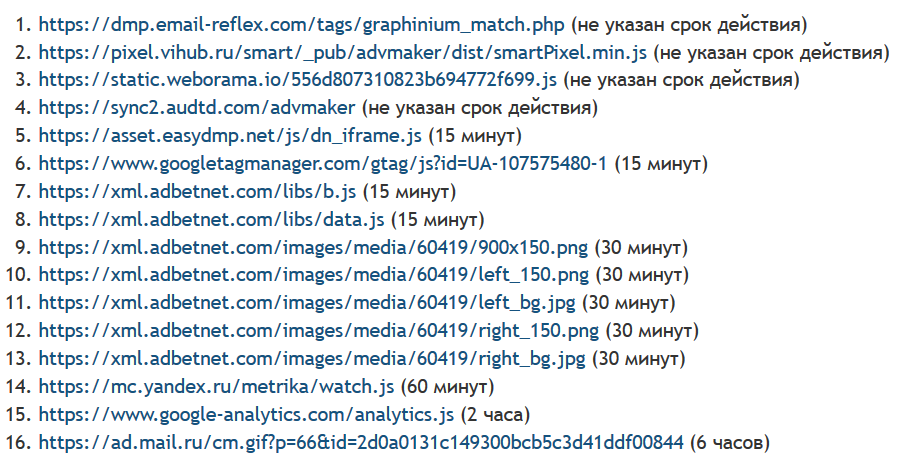 1. https://dmp.email-reflex.com/tags/graphinium_match.php (не указан срок действия)
2. https://pixel.vihub.ru/smart/_pub/advmaker/dist/smartPixel.min.js (не указан срок действия)
3. https://static.weborama.io/556d807310823b694772f699.js (не указан срок действия)
4. https://sync2.audtd.com/advmaker (не указан срок действия)
5. https://asset.easydmp.net/js/dn_iframe.js (15 минут)
6. https://www.googletagmanager.com/gtag/js?id=UA-107575480-1 (15 минут)
7. https://xml.adbetnet.com/libs/b.js (15 минут)
8. https://xml.adbetnet.com/libs/data.js (15 минут)
9. https://xml.adbetnet.com/images/media/60419/900x150.png (30 минут)
10. https://xml.adbetnet.com/images/media/60419/left_150.png (30 минут)
11. https://xml.adbetnet.com/images/media/60419/left_bg.jpg (30 минут)
12. https://xml.adbetnet.com/images/media/60419/right_150.png (30 минут)
13. https://xml.adbetnet.com/images/media/60419/right_bg.jpg (30 минут)
14. https://mc.yandex.ru/metrika/watch.js (60 минут)
15. https://www.google-analytics.com/analytics.js (2 часа)
16. https://ad.mail.ru/cm.gif?p=66&id=2d0a0131c149300bcb5c3d41ddf00844 (6 часов)